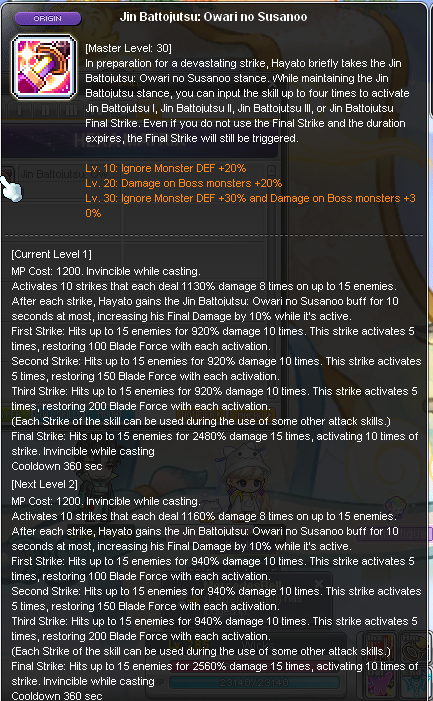 ORIGIN
Jin Battojutsu: Owari no Susanoo
[Master Level: 30]
In preparation for a devastating strike, Hayato briefly takes the Jin
Battojutsu: Owari no Susanoo stance. While maintaining the Jin
Battojutsu stance, you can input the skill up to four times to activate
Jin Battojutsu I, Jin Battojutsu II, Jin Battojutsu III, or Jin Battojutsu
Final Strike. Even if you do not use the Final Strike and the duration
expires, the Final Strike will still be triggered.
Lv. 10: Ignore Monster DEF +20%
Lv. 20: Damage on Boss monsters +20%
Lv. 30: Ignore Monster DEF +30% and Damage on Boss monsters +3
0%
[Current Level 1]
MP Cost: 1200. Invincible while casting.
Activates 10 strikes that each deal 1130% damage 8 times on up to 15 enemies.
After each strike, Hayato gains the Jin Battojutsu: Owari no Susanoo buff for 10
seconds at most, increasing his Final Damage by 10% while it's active.
First Strike: Hits up to 15 enemies for 920% damage 10 times. This strike activates 5
times, restoring 100 Blade Force with each activation.
Second Strike: Hits up to 15 enemies for 920% damage 10 times. This strike activates
5 times, restoring 150 Blade Force with each activation.
Third Strike: Hits up to 15 enemies for 920% damage 10 times. This strike activates 5
times, restoring 200 Blade Force with each activation.
(Each Strike of the skill can be used during the use of some other attack skills.)
Final Strike: Hits up to 15 enemies for 2480% damage 15 times, activating 10 times of
strike. Invincible while casting
Cooldown 360 sec
[Next Level 2]
MP Cost: 1200. Invincible while casting.
Activates 10 strikes that each deal 1160% damage 8 times on up to 15 enemies.
After each strike, Hayato gains the Jin Battojutsu: Owari no Susanoo buff for 10
seconds at most, increasing his Final Damage by 10% while it's active.
First Strike: Hits up to 15 enemies for 940% damage 10 times. This strike activates 5
times, restoring 100 Blade Force with each activation.
Second Strike: Hits up to 15 enemies for 940% damage 10 times. This strike activates
5 times, restoring 150 Blade Force with each activation.
Third Strike: Hits up to 15 enemies for 940% damage 10 times. This strike activates 5
times, restoring 200 Blade Force with each activation.
(Each Strike of the skill can be used during the use of some other attack skills.)
Final Strike: Hits up to 15 enemies for 2560% damage 15 times, activating 10 times of
strike. Invincible while casting
Cooldown 360 sec